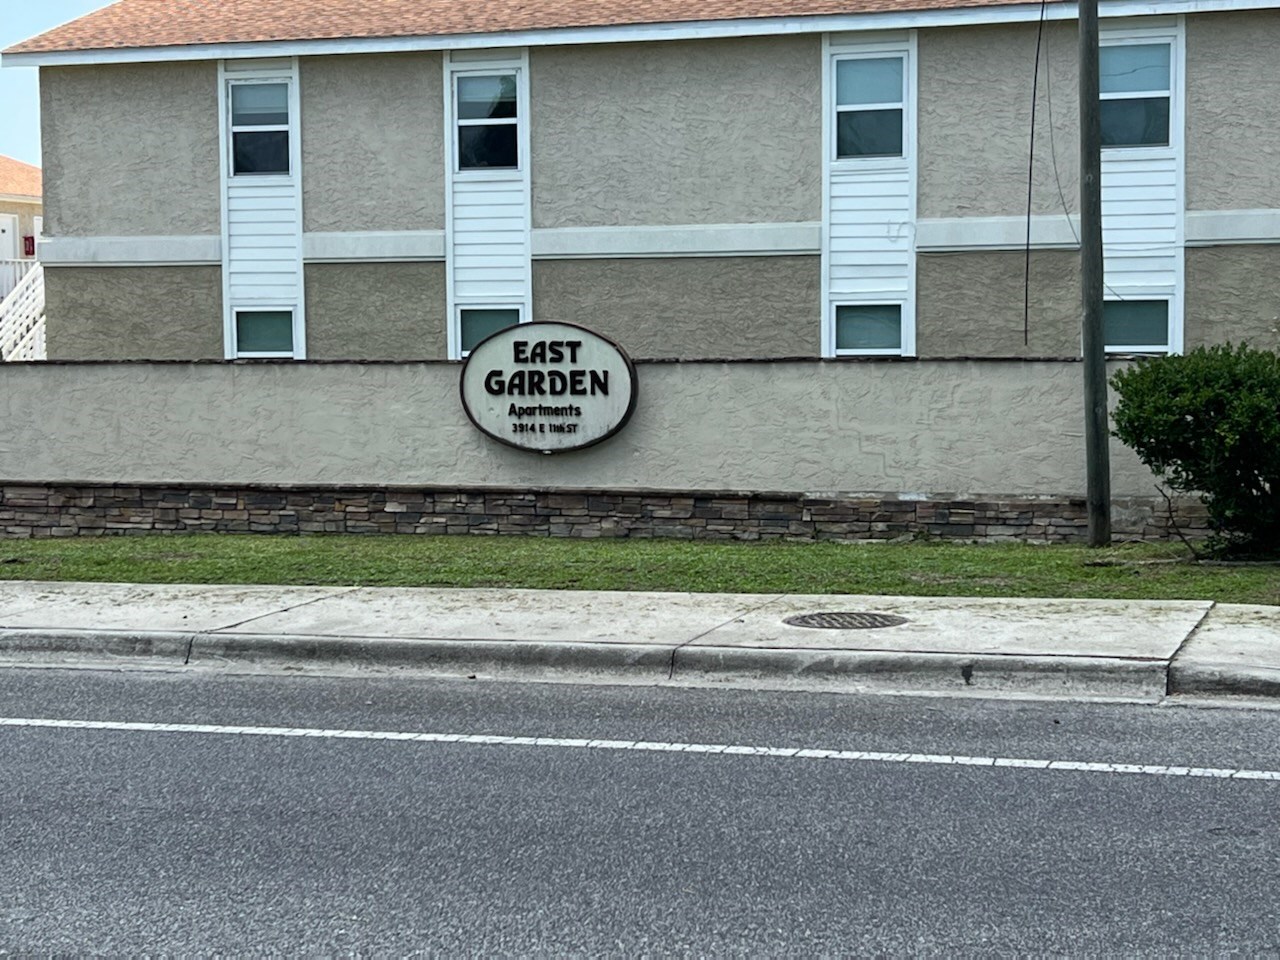 EAST
GARDEN
Apartments
3914 E 11th ST